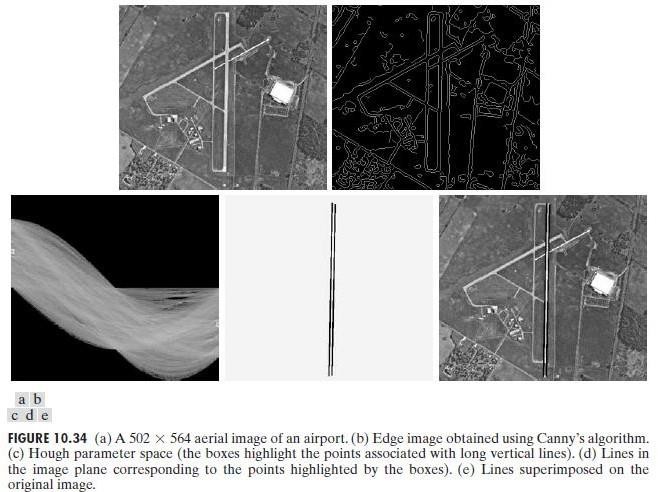 a b
c d e
FIGURE 10.34 (a) A 502 × 564 aerial image of an airport. (b) Edge image obtained using Canny's algorithm.
(c) Hough parameter space (the boxes highlight the points associated with long vertical lines). (d) Lines in
the image plane corresponding to the points highlighted by the boxes). (e) Lines superimposed on the
original image.